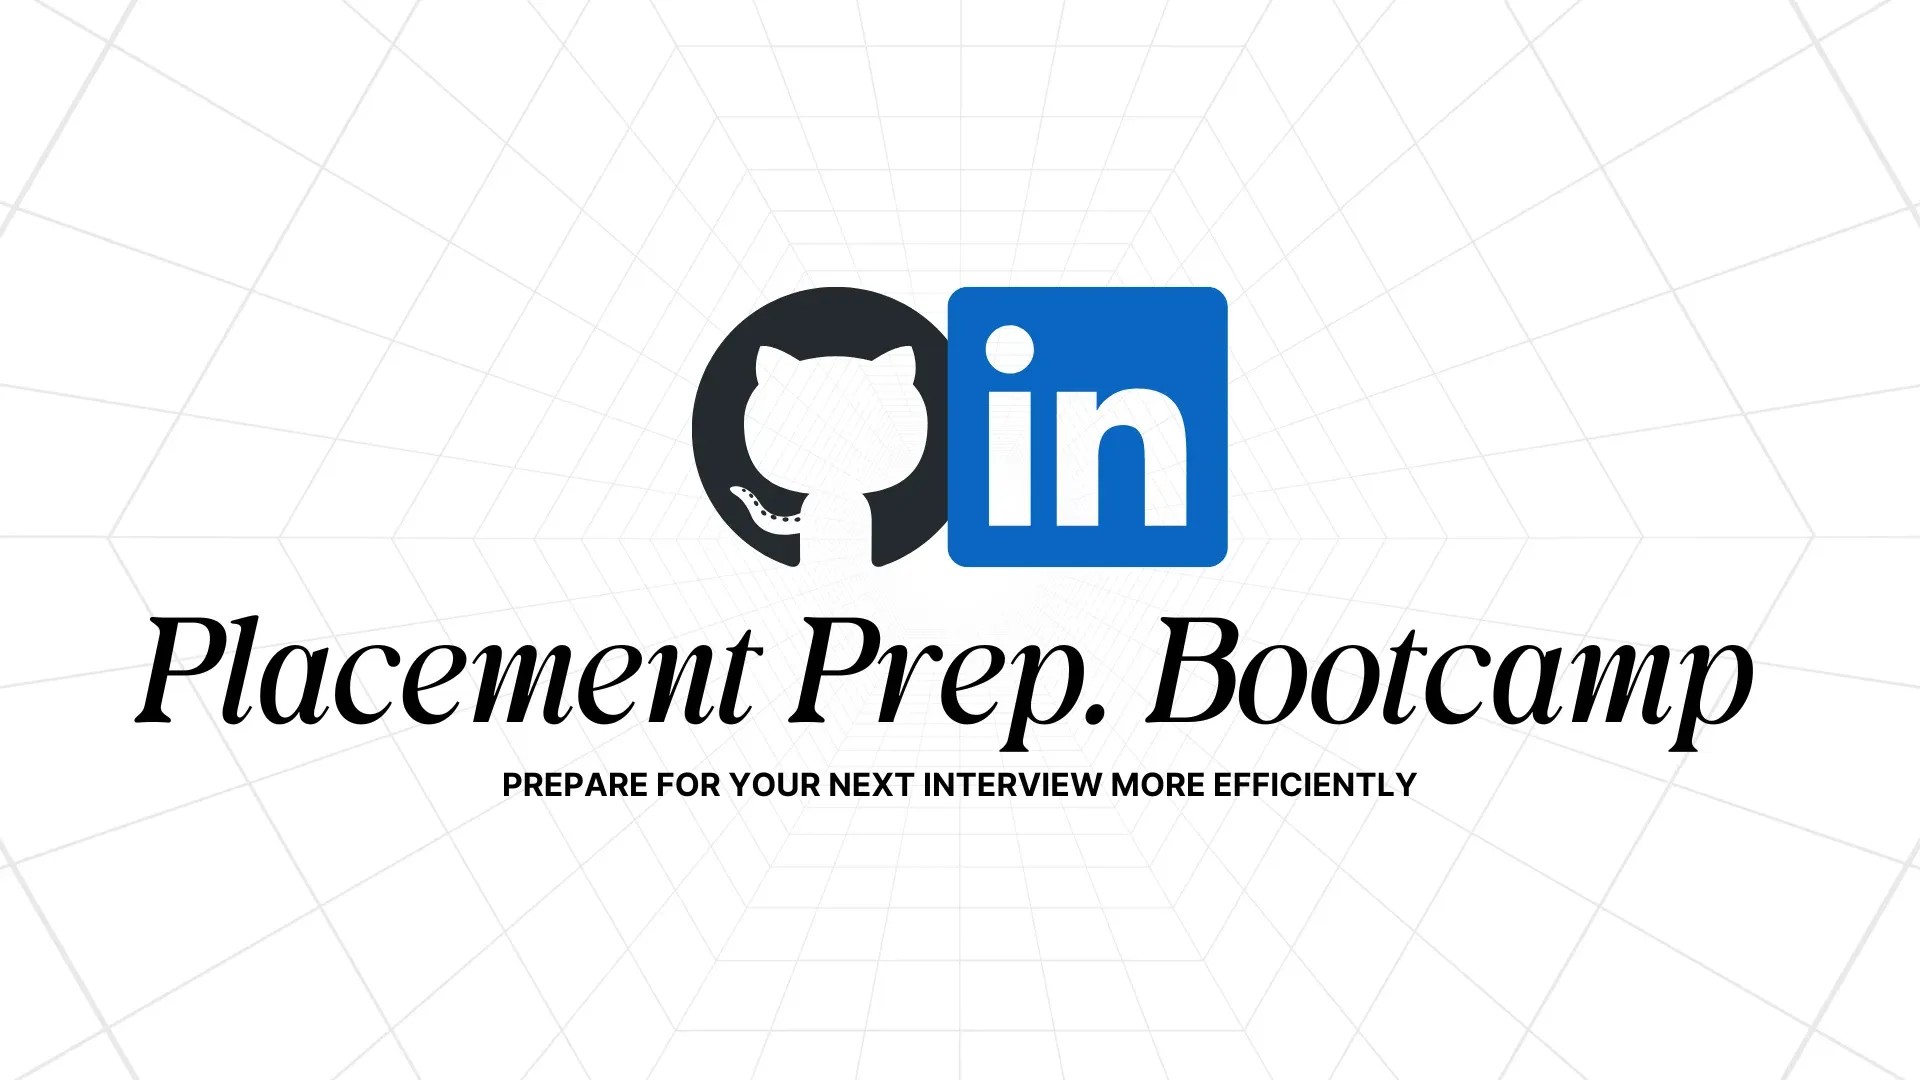 in
Placement Prep. Bootcamp
PREPARE FOR YOUR NEXT INTERVIEW MORE EFFICIENTLY